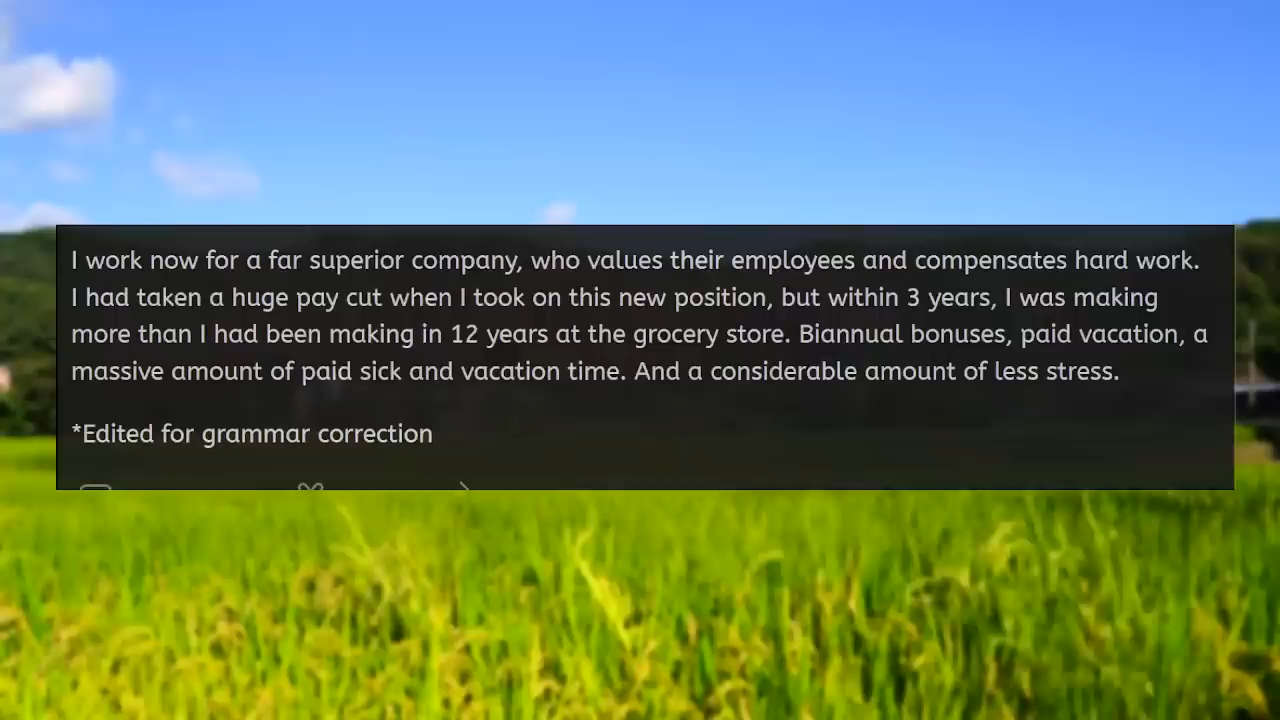 I work now for a far superior company, who values their employees and compensates hard work.
I had taken a huge pay cut when I took on this new position, but within 3 years, I was making
more than I had been making in 12 years at the grocery store. Biannual bonuses, paid vacation, a
massive amount of paid sick and vacation time. And a considerable amount of less stress.
*Edited for grammar correction